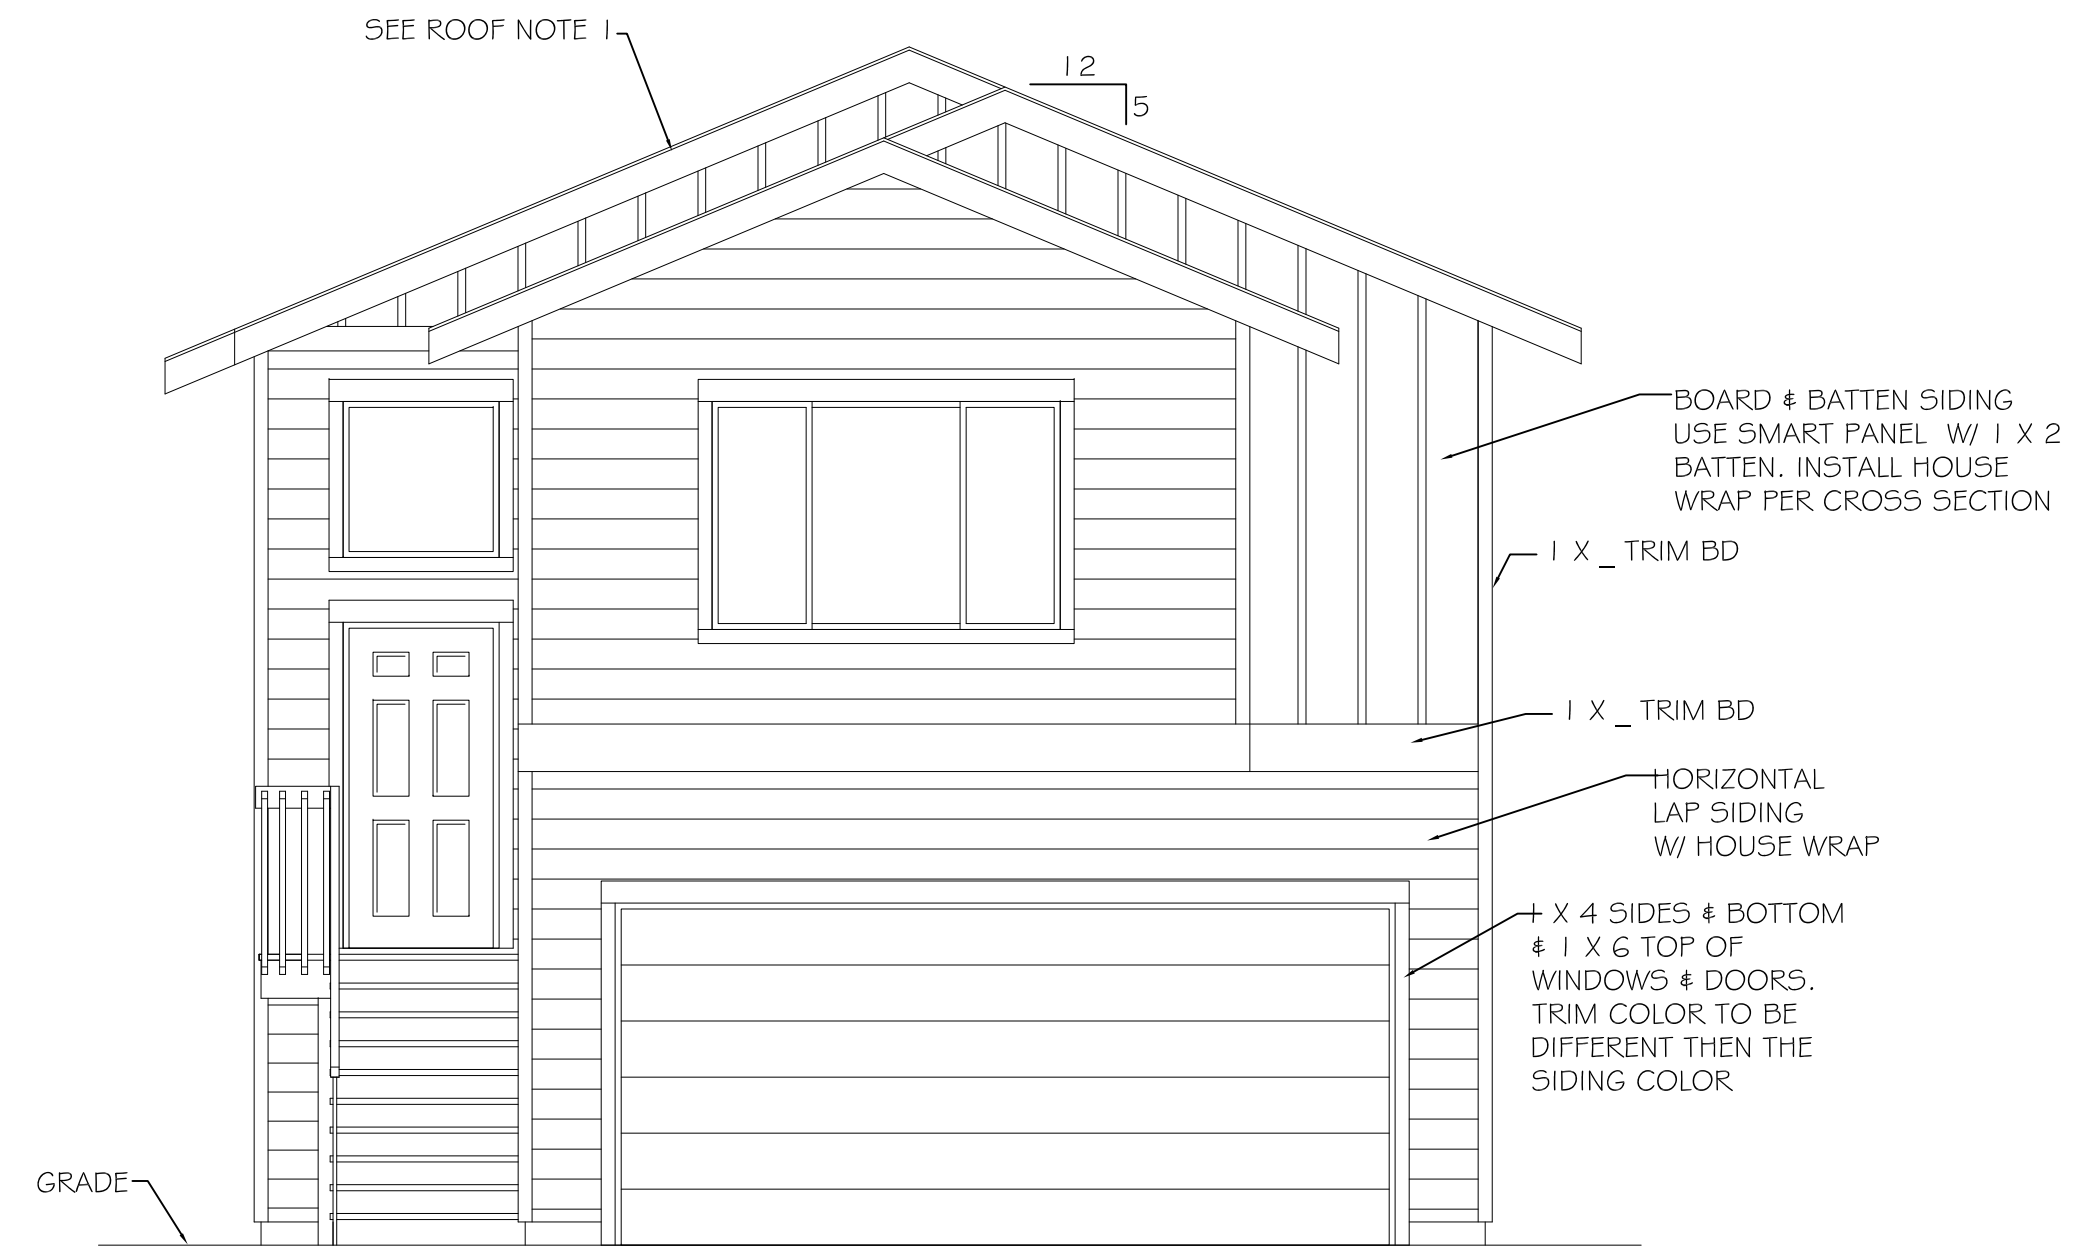 SEE ROOF NOTE 1
12
5
BOARD & BATTEN SIDING
USE SMART PANEL W/ 1 X 2
BATTEN. INSTALL HOUSE
WRAP PER CROSS SECTION
1 X _ TRIM BD
1 X _ TRIM BD
HORIZONTAL
LAP SIDING
W/ HOUSE WRAP
1 X 4 SIDES & BOTTOM
& 1 X 6 TOP OF
WINDOWS & DOORS.
TRIM COLOR TO BE
DIFFERENT THEN THE
SIDING COLOR
GRADE